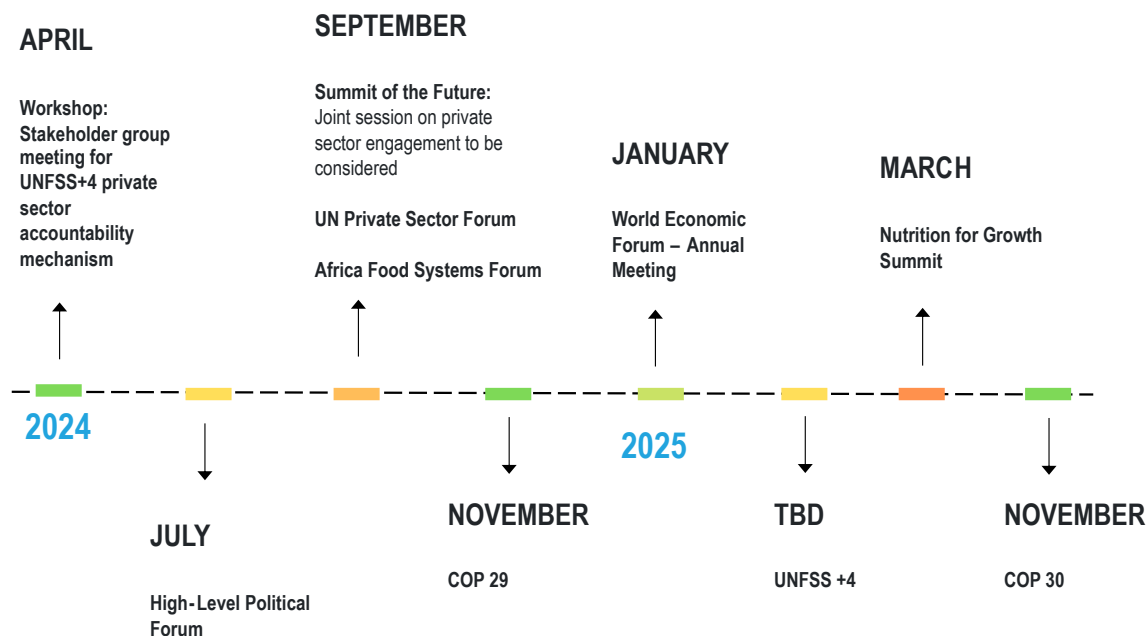 APRIL
Workshop:
Stakeholder group
meeting for
UNFSS+4 private
sector
accountability
mechanism
SEPTEMBER
Summit of the Future:
Joint session on private
sector engagement to be
considered
UN Private Sector Forum
Africa Food Systems Forum
JANUARY
World Economic
Forum – Annual
Meeting
MARCH
Nutrition for Growth
Summit
2024
2025
JULY
High-Level Political
Forum
NOVEMBER
COP 29
TBD
UNFSS +4
NOVEMBER
COP 30